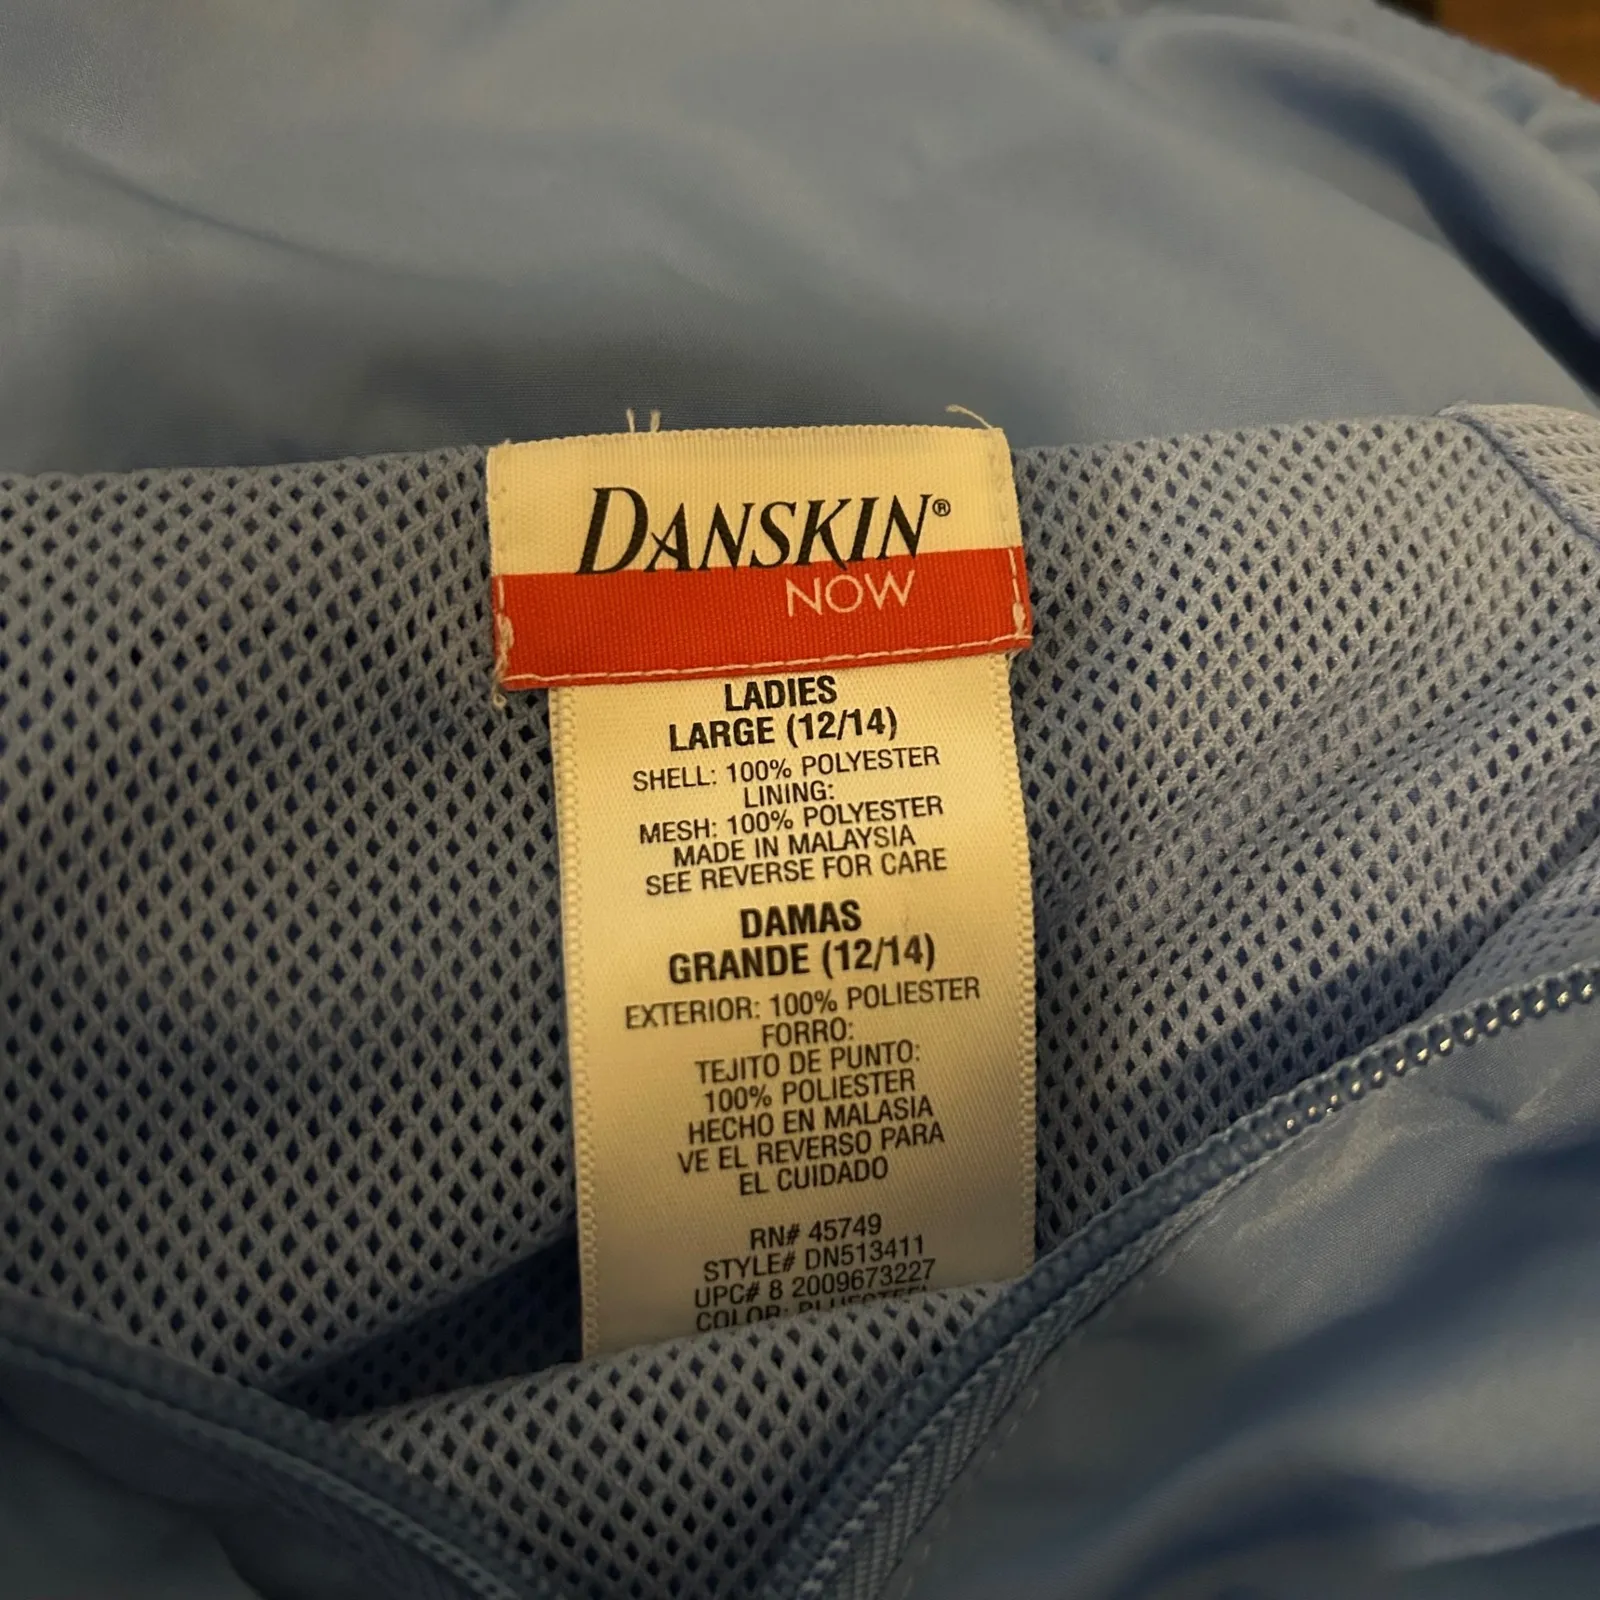 DANSKIN®
NOW
LADIES
LARGE (12/14)
SHELL: 100% POLYESTER
LINING:
MESH: 100% POLYESTER
MADE IN MALAYSIA
SEE REVERSE FOR CARE
DAMAS
GRANDE (12/14)
EXTERIOR: 100% POLIESTER
FORRO:
TEJITO DE PUNTO:
100% POLIESTER
HECHO EN MALASIA
VE EL REVERSO PARA
EL CUIDADO
RN# 45749
STYLE# DN513411
UPC# 8 2009673227
COLOR: